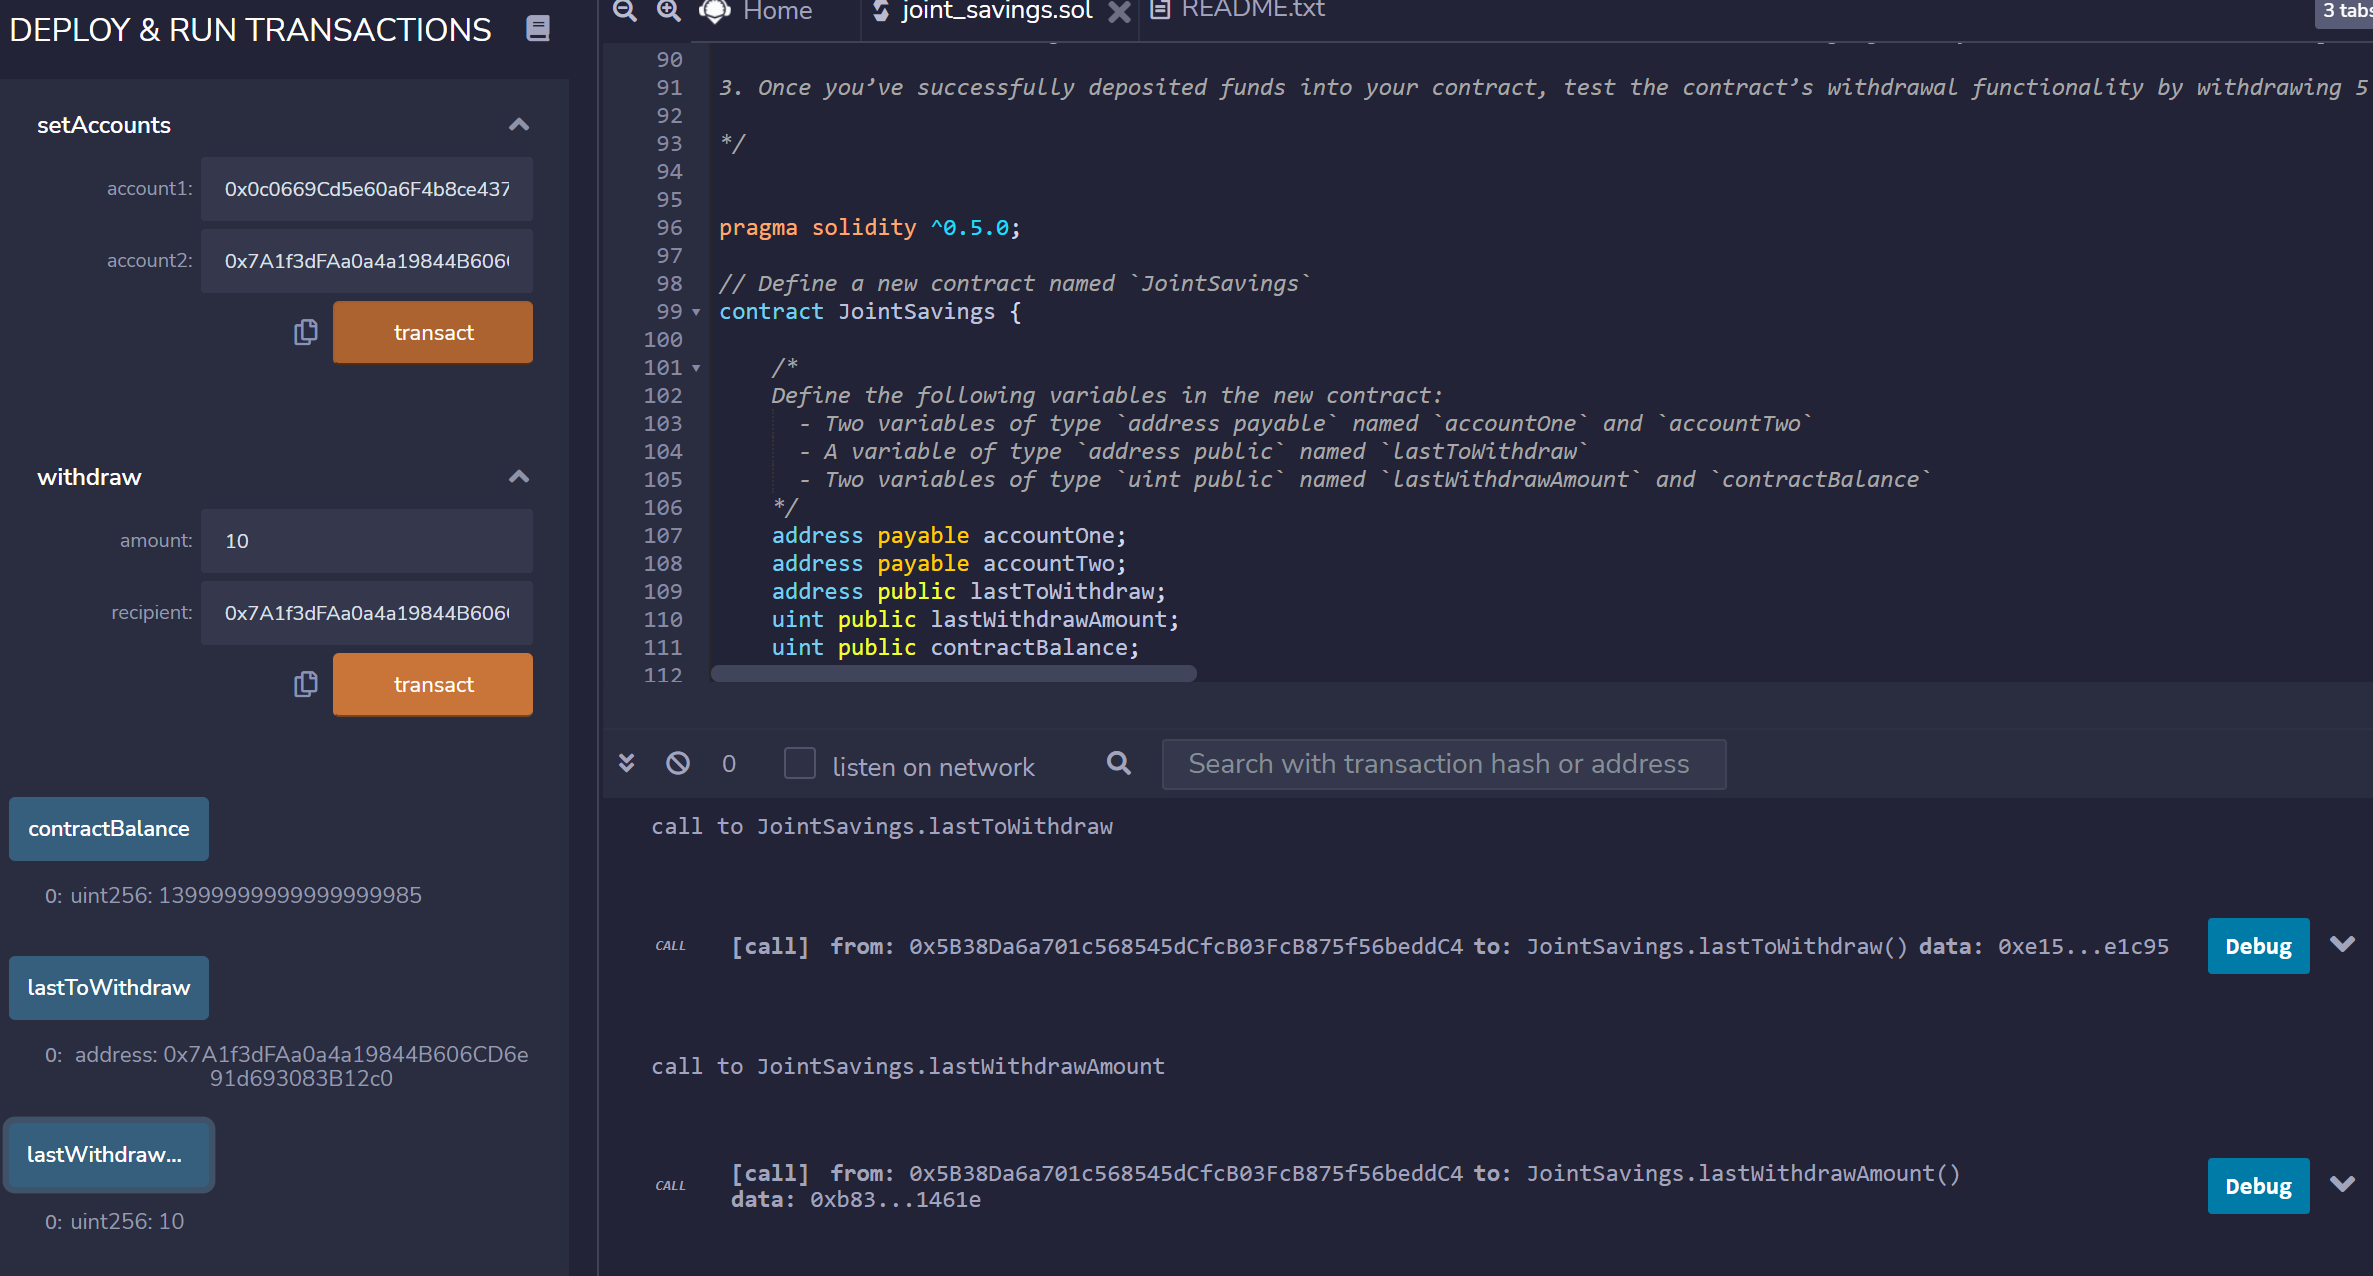 DEPLOY & RUN TRANSACTIONS
setAccounts
account1: 0x0c0669Cd5e60a6F4b8ce437
account2: 0x7A1f3dFAa0a4a19844B606
transact
withdraw
amount: 10
recipient: 0x7A1f3dFAa0a4a19844B606
transact
contractBalance
0: uint256: 13999999999999999985
lastToWithdraw
0: address: 0x7A1f3dFAa0a4a19844B606CD6e
91d693083B12c0
lastWithdraw...
0: uint256: 10
Home
joint_savings.sol
README.txt
3 tabs
90
91 3. Once you’ve successfully deposited funds into your contract, test the contract’s withdrawal functionality by withdrawing 5
92
93 */
94
95
96 pragma solidity ^0.5.0;
97
98 // Define a new contract named `JointSavings`
99 contract JointSavings {
100
101 /*
102 Define the following variables in the new contract:
103 - Two variables of type `address payable` named `accountOne` and `accountTwo`
104 - A variable of type `address public` named `lastToWithdraw`
105 - Two variables of type `uint public` named `lastWithdrawAmount` and `contractBalance`
106 */
107 address payable accountOne;
108 address payable accountTwo;
109 address public lastToWithdraw;
110 uint public lastWithdrawAmount;
111 uint public contractBalance;
112
0 listen on network Search with transaction hash or address
call to JointSavings.lastToWithdraw
CALL [call] from: 0x5B38Da6a701c568545dCfcB03FcB875f56beddC4 to: JointSavings.lastToWithdraw() data: 0xe15...e1c95 Debug
call to JointSavings.lastWithdrawAmount
CALL [call] from: 0x5B38Da6a701c568545dCfcB03FcB875f56beddC4 to: JointSavings.lastWithdrawAmount() Debug
data: 0xb83...1461e